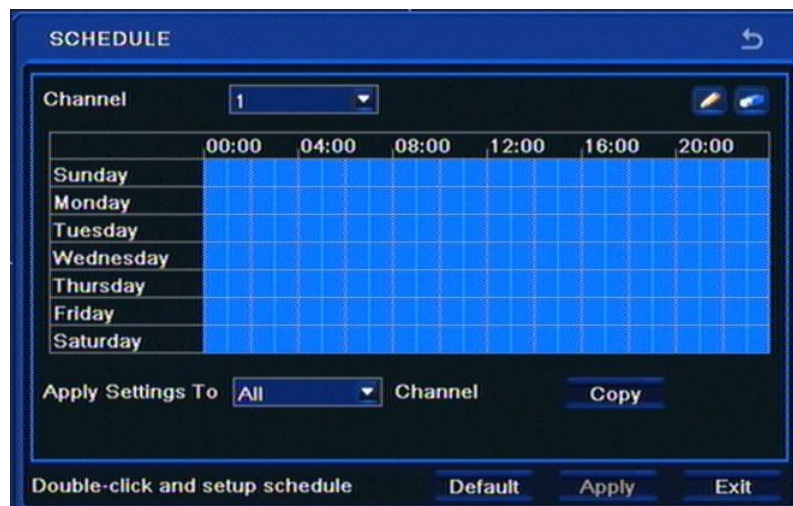 SCHEDULE
Channel 1
00:00 04:00 08:00 12:00 16:00 20:00
Sunday
Monday
Tuesday
Wednesday
Thursday
Friday
Saturday
Apply Settings To All Channel Copy
Double-click and setup schedule Default Apply Exit